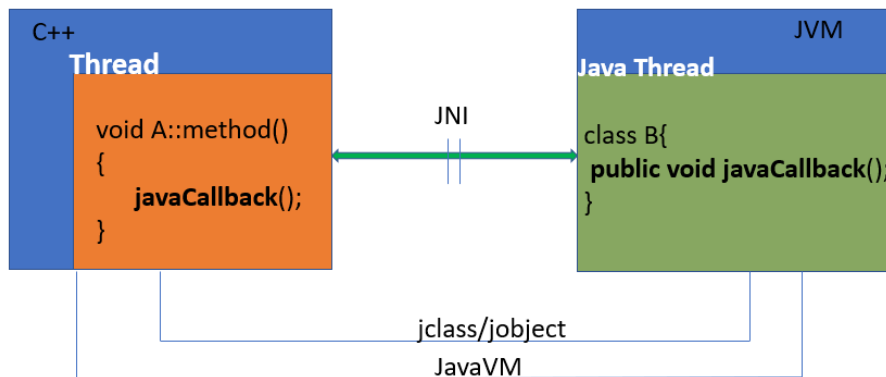 C++
JVM
Thread
Java Thread
JNI
void A::method()
{
javaCallback();
}
class B{
public void javaCallback();
}
jclass/jobject
JavaVM